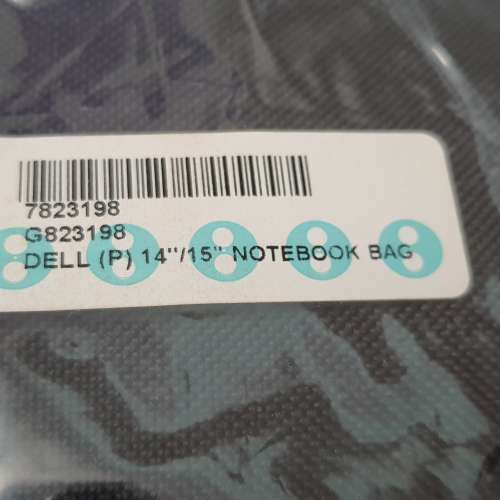 7823198
G823198
DELL (P) 14"/15" NOTEBOOK BAG